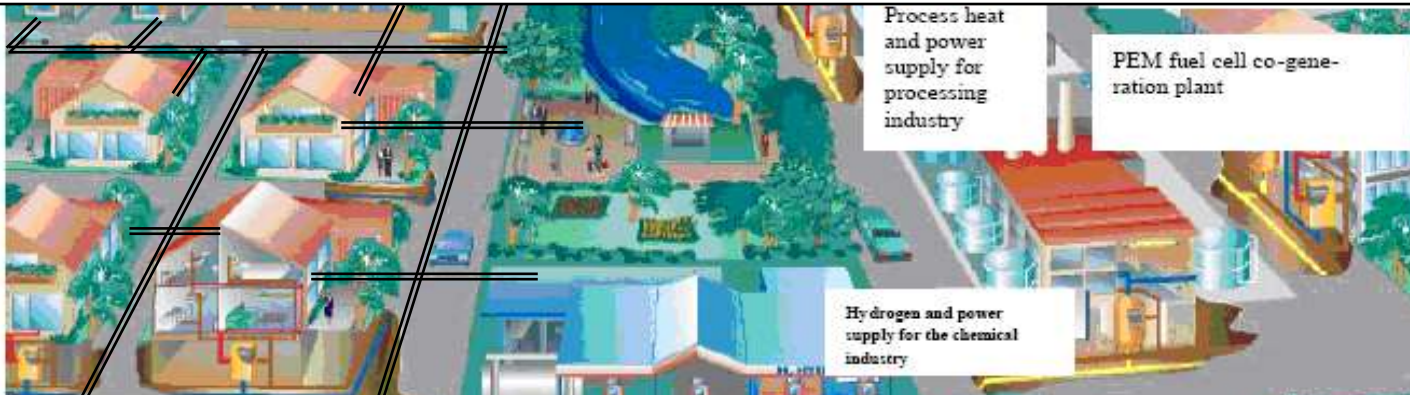 Process heat
and power
supply for
processing
industry
PEM fuel cell co-gene-
ration plant
Hydrogen and power
supply for the chemical
industry